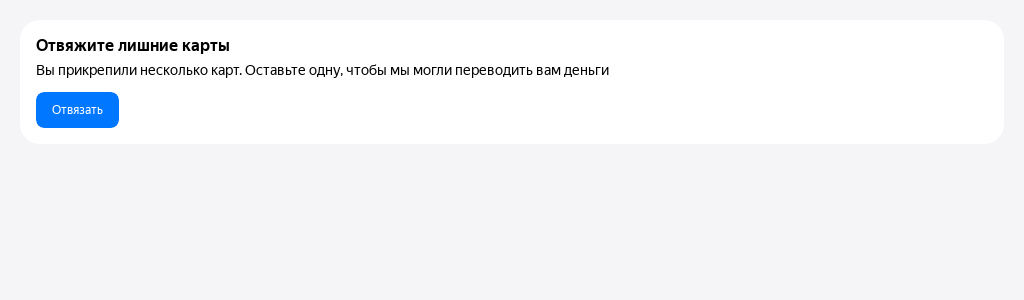 Отвяжите лишние карты
Вы прикрепили несколько карт. Оставьте одну, чтобы мы могли переводить вам деньги
Отвязать